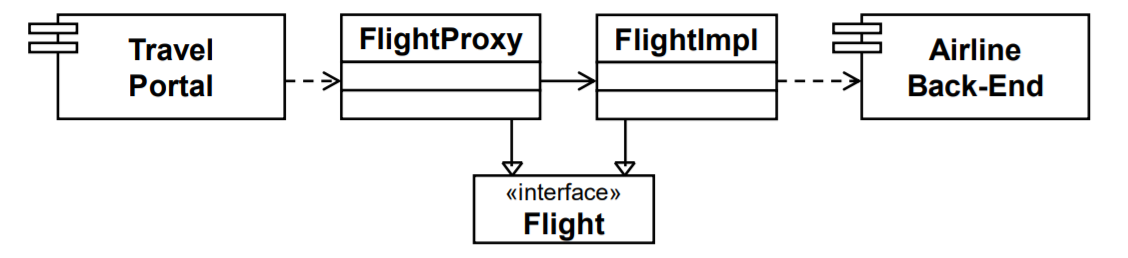 Travel
Portal
FlightProxy
FlightImpl
Airline
Back-End
«interface»
Flight